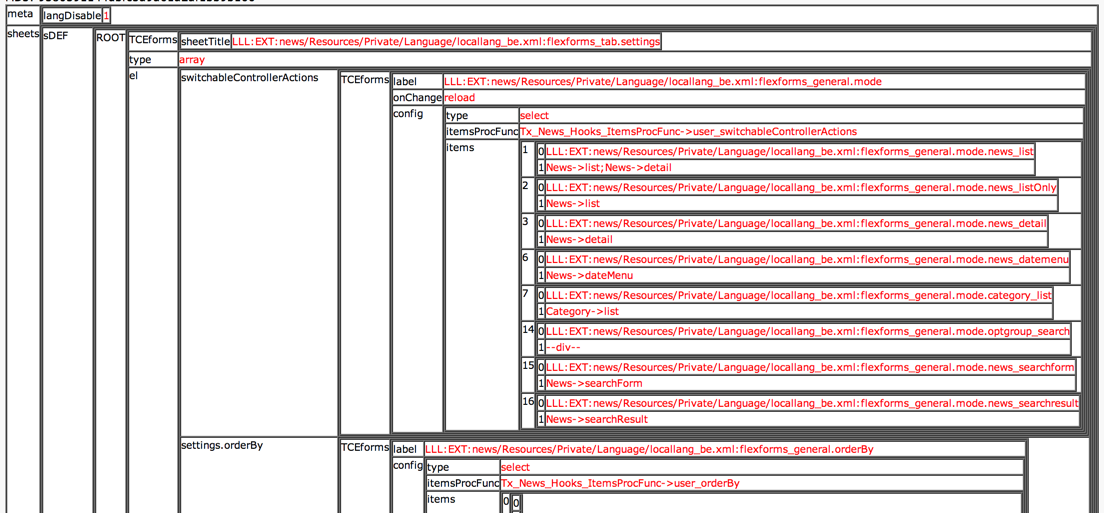 meta langDisable 1
sheets sDEF ROOT TCEforms sheetTitle LLL:EXT:news/Resources/Private/Language/locallang_be.xml:flexforms_tab.settings
type array
el switchableControllerActions TCEforms label LLL:EXT:news/Resources/Private/Language/locallang_be.xml:flexforms_general.mode
onChange reload
config type select
itemsProcFunc Tx_News_Hooks_ItemsProcFunc->user_switchableControllerActions
items 1 0 LLL:EXT:news/Resources/Private/Language/locallang_be.xml:flexforms_general.mode.news_list
1 News->list;News->detail
2 0 LLL:EXT:news/Resources/Private/Language/locallang_be.xml:flexforms_general.mode.news_listOnly
1 News->list
3 0 LLL:EXT:news/Resources/Private/Language/locallang_be.xml:flexforms_general.mode.news_detail
1 News->detail
6 0 LLL:EXT:news/Resources/Private/Language/locallang_be.xml:flexforms_general.mode.news_datemenu
1 News->dateMenu
7 0 LLL:EXT:news/Resources/Private/Language/locallang_be.xml:flexforms_general.mode.category_list
1 Category->list
14 0 LLL:EXT:news/Resources/Private/Language/locallang_be.xml:flexforms_general.mode.optgroup_search
1 --div--
15 0 LLL:EXT:news/Resources/Private/Language/locallang_be.xml:flexforms_general.mode.news_searchform
1 News->searchForm
16 0 LLL:EXT:news/Resources/Private/Language/locallang_be.xml:flexforms_general.mode.news_searchresult
1 News->searchResult
settings.orderBy TCEforms label LLL:EXT:news/Resources/Private/Language/locallang_be.xml:flexforms_general.orderBy
config type select
itemsProcFunc Tx_News_Hooks_ItemsProcFunc->user_orderBy
items 0 0